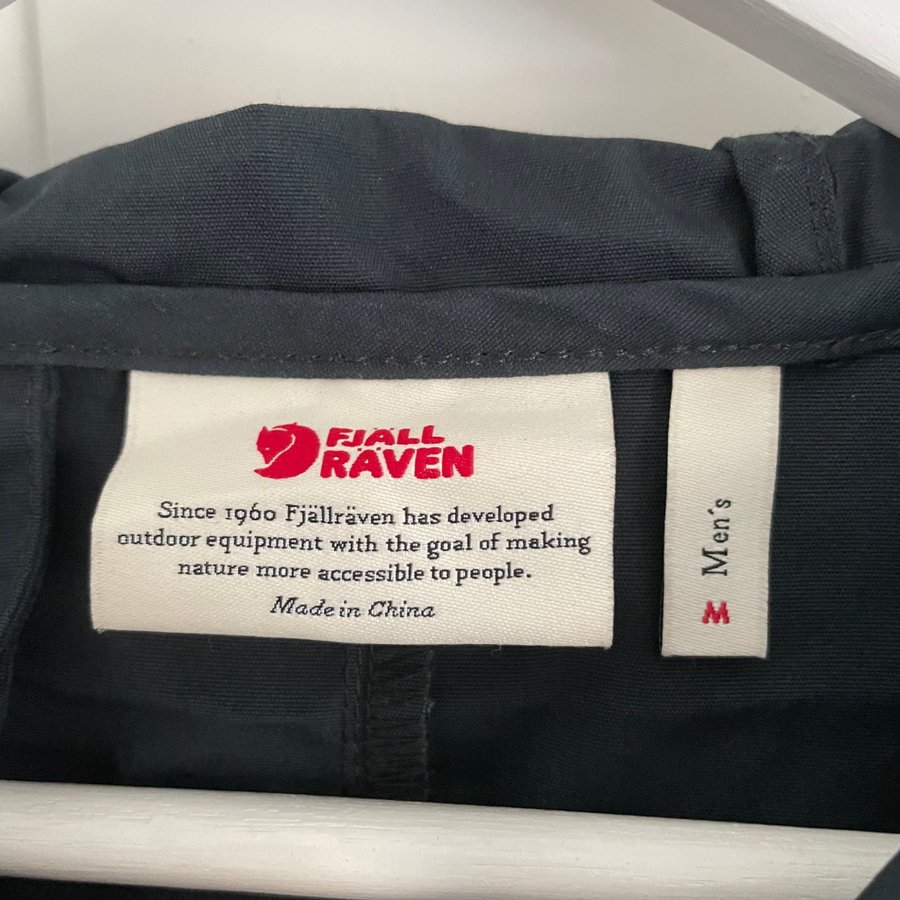 FJÄLL
RÄVEN
Since 1960 Fjällräven has developed
outdoor equipment with the goal of making
nature more accessible to people.
Made in China
Men's
M